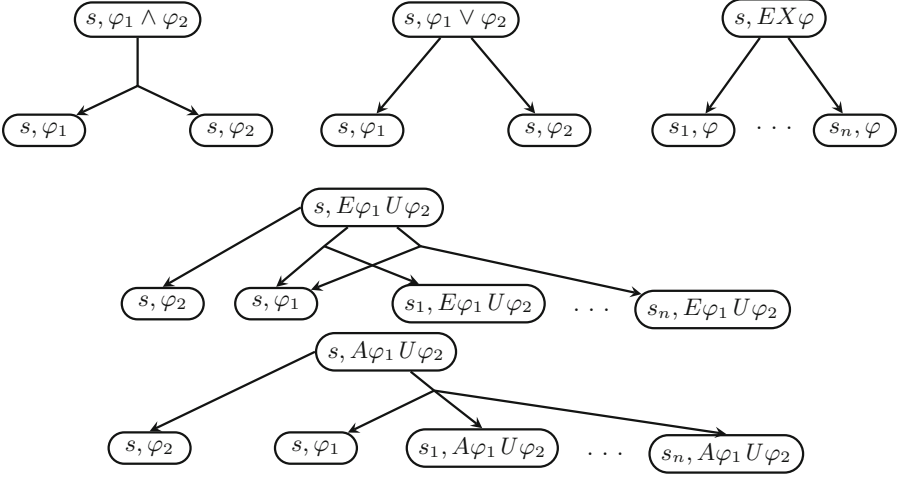 s, φ₁ ∧ φ₂ s, φ₁ ∨ φ₂ s, EXφ
s, φ₁ s, φ₂ s, φ₁ s, φ₂ s₁, φ · · · sₙ, φ
s, Eφ₁ U φ₂
s, φ₂ s, φ₁ s₁, Eφ₁ U φ₂ · · · sₙ, Eφ₁ U φ₂
s, Aφ₁ U φ₂
s, φ₂ s, φ₁ s₁, Aφ₁ U φ₂ · · · sₙ, Aφ₁ U φ₂